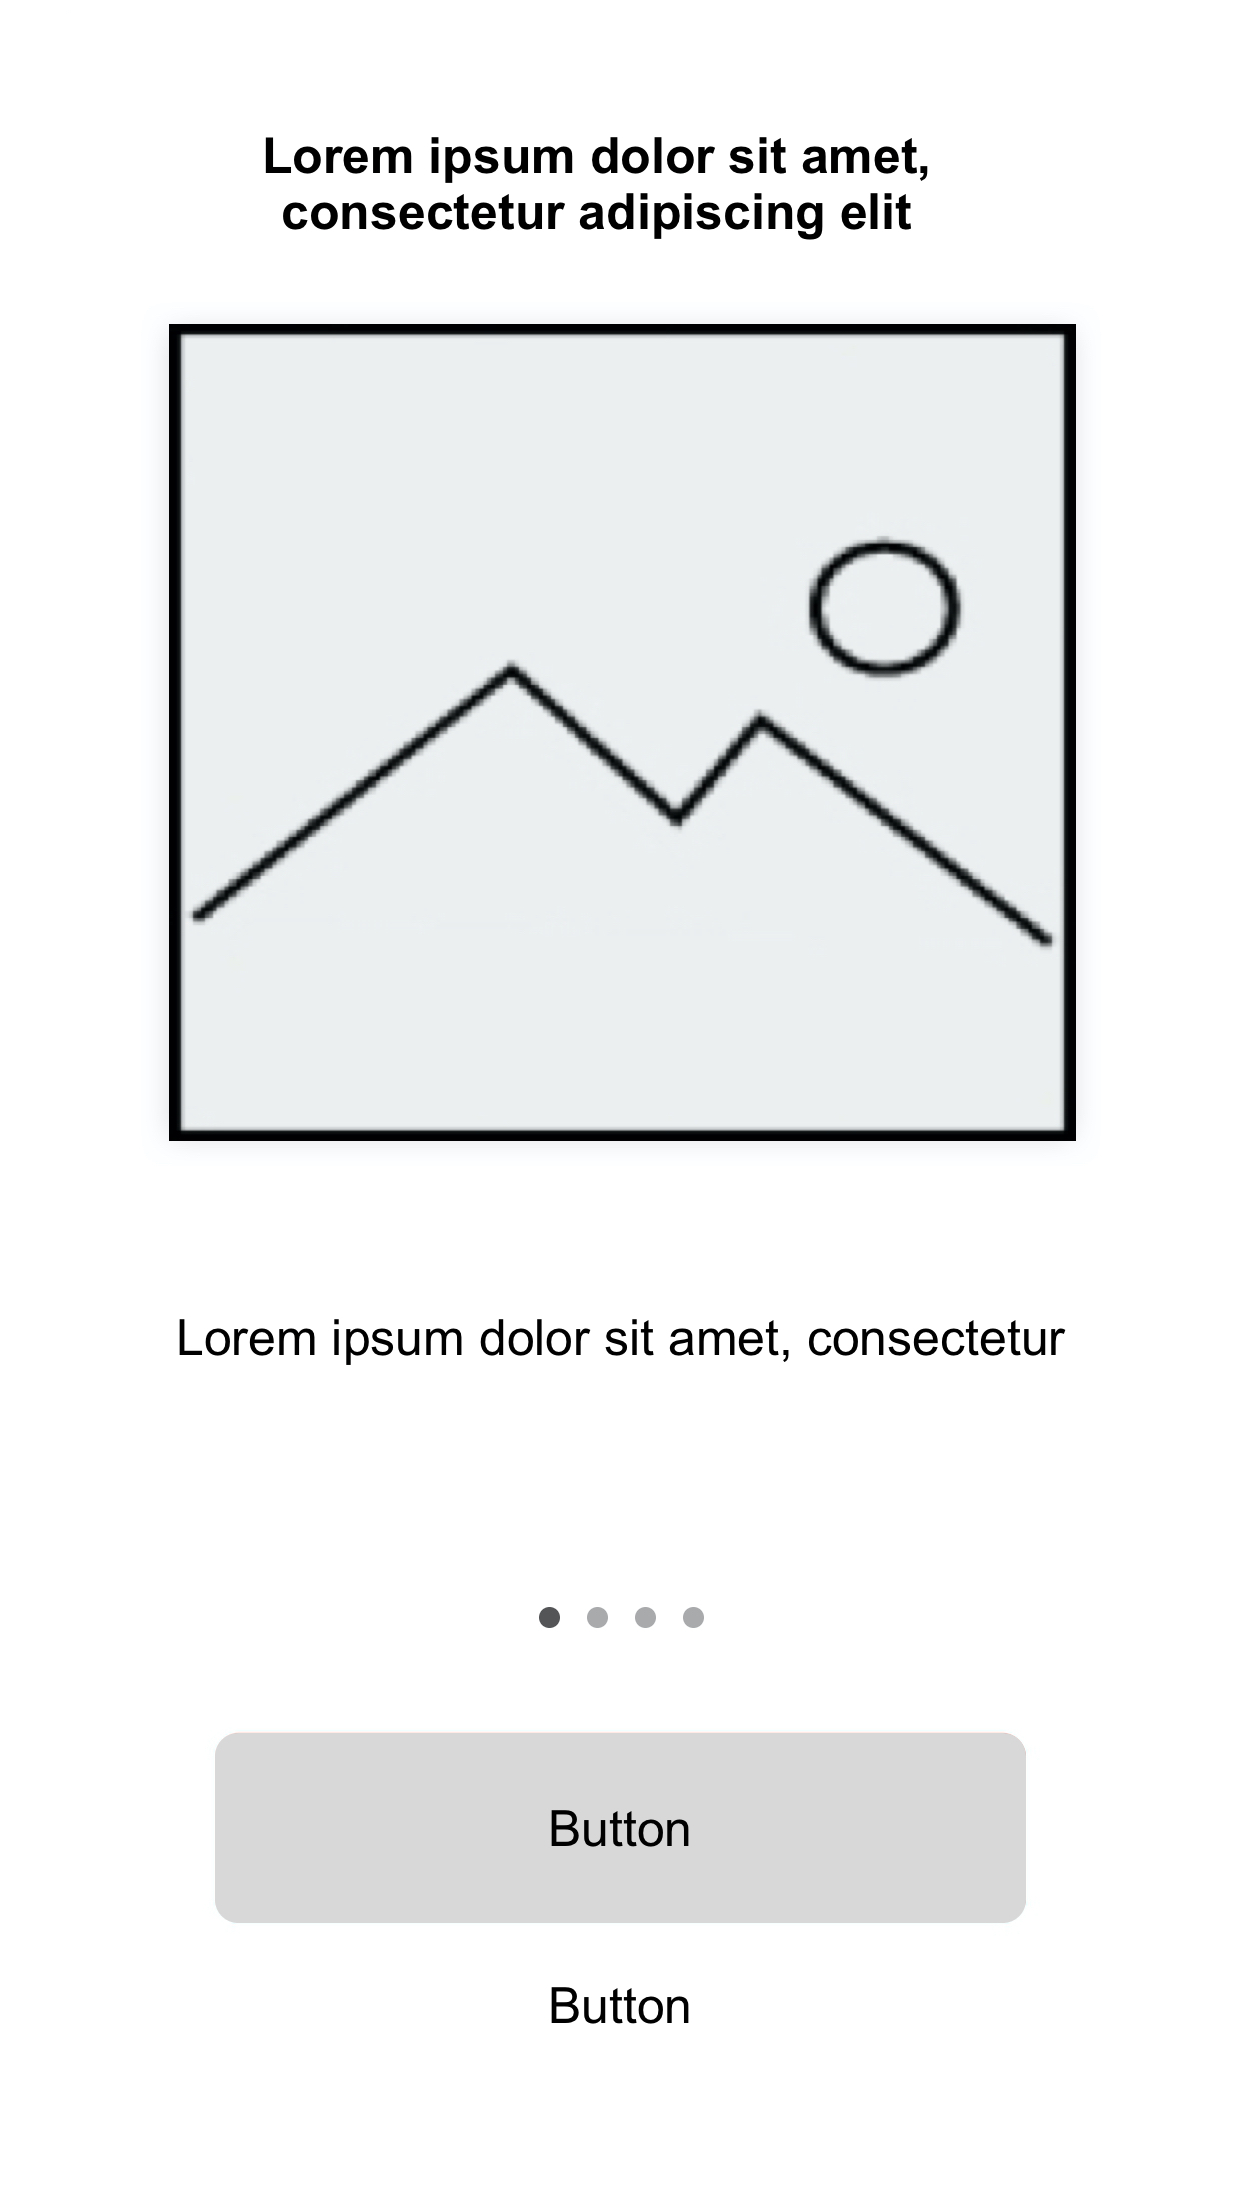 Lorem ipsum dolor sit amet,
consectetur adipiscing elit
Lorem ipsum dolor sit amet, consectetur
Button
Button